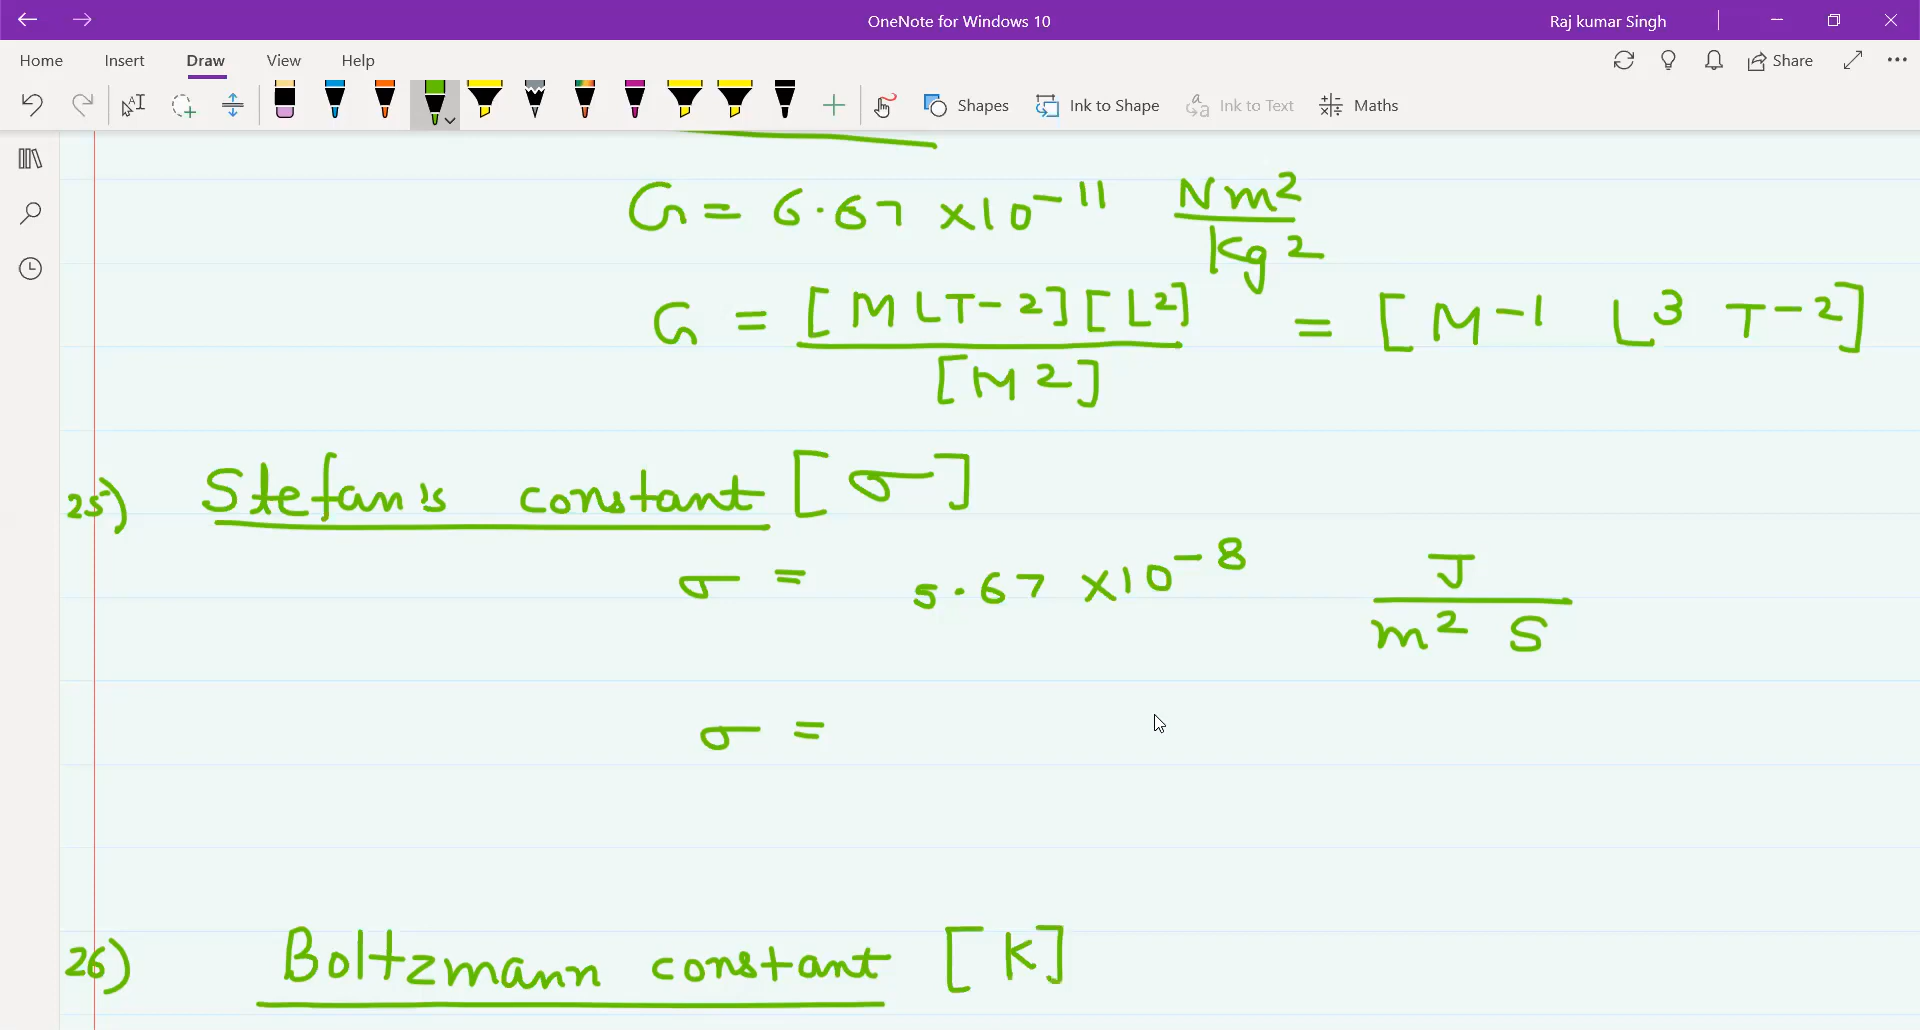 OneNote for Windows 10 Raj kumar Singh
Home Insert Draw View Help Share
Shapes Ink to Shape Ink to Text Maths
G = 6.67 ×10⁻¹¹ Nm²/Kg²
G = [MLT⁻²][L²]/[M²] = [M⁻¹ L³ T⁻²]
25) Stefan's constant [σ]
σ = 5.67 ×10⁻⁸ J/m² S
σ =
26) Boltzmann constant [K]